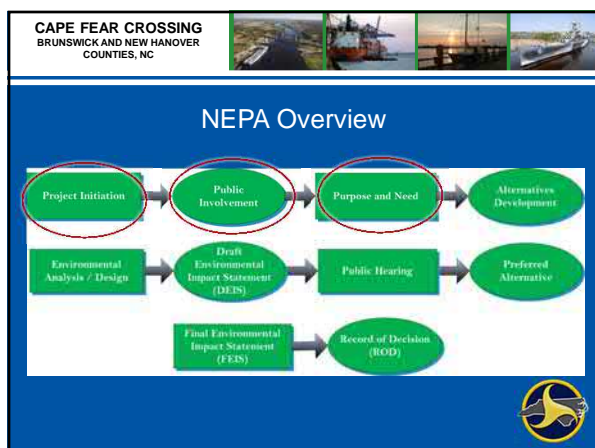 CAPE FEAR CROSSING
BRUNSWICK AND NEW HANOVER
COUNTIES, NC
NEPA Overview
Project Initiation
Public
Involvement
Purpose and Need
Alternatives
Development
Environmental
Analysis / Design
Draft
Environmental
Impact Statement
(DEIS)
Public Hearing
Preferred
Alternative
Final Environmental
Impact Statement
(FEIS)
Record of Decision
(ROD)